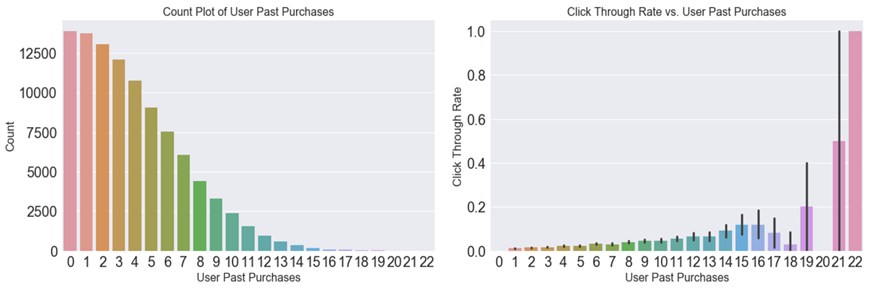 Count Plot of User Past Purchases
12500
10000
7500
5000
2500
0
Count
0 1 2 3 4 5 6 7 8 9 10 11 12 13 14 15 16 17 18 19 20 21 22
User Past Purchases
Click Through Rate vs. User Past Purchases
1.0
0.8
0.6
0.4
0.2
0.0
Click Through Rate
0 1 2 3 4 5 6 7 8 9 10 11 12 13 14 15 16 17 18 19 20 21 22
User Past Purchases